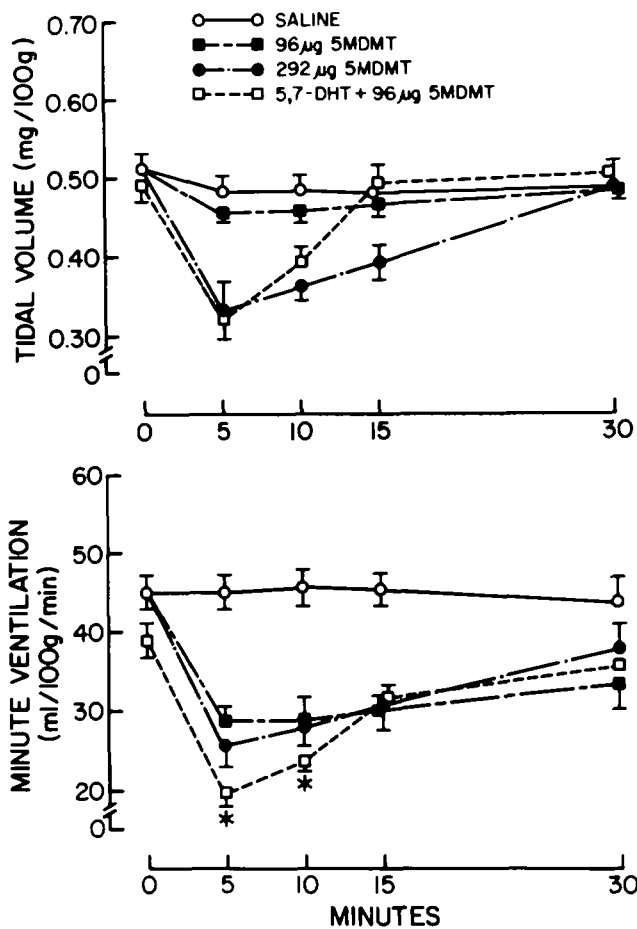 SALINE
96µg 5MDMT
292µg 5MDMT
5,7-DHT + 96µg 5MDMT
TIDAL VOLUME (mg/100g)
0.70
0.60
0.50
0.40
0.30
0
0 5 10 15 30
MINUTE VENTILATION
(ml/100g/min)
60
50
40
30
20
0
*
*
0 5 10 15 30
MINUTES